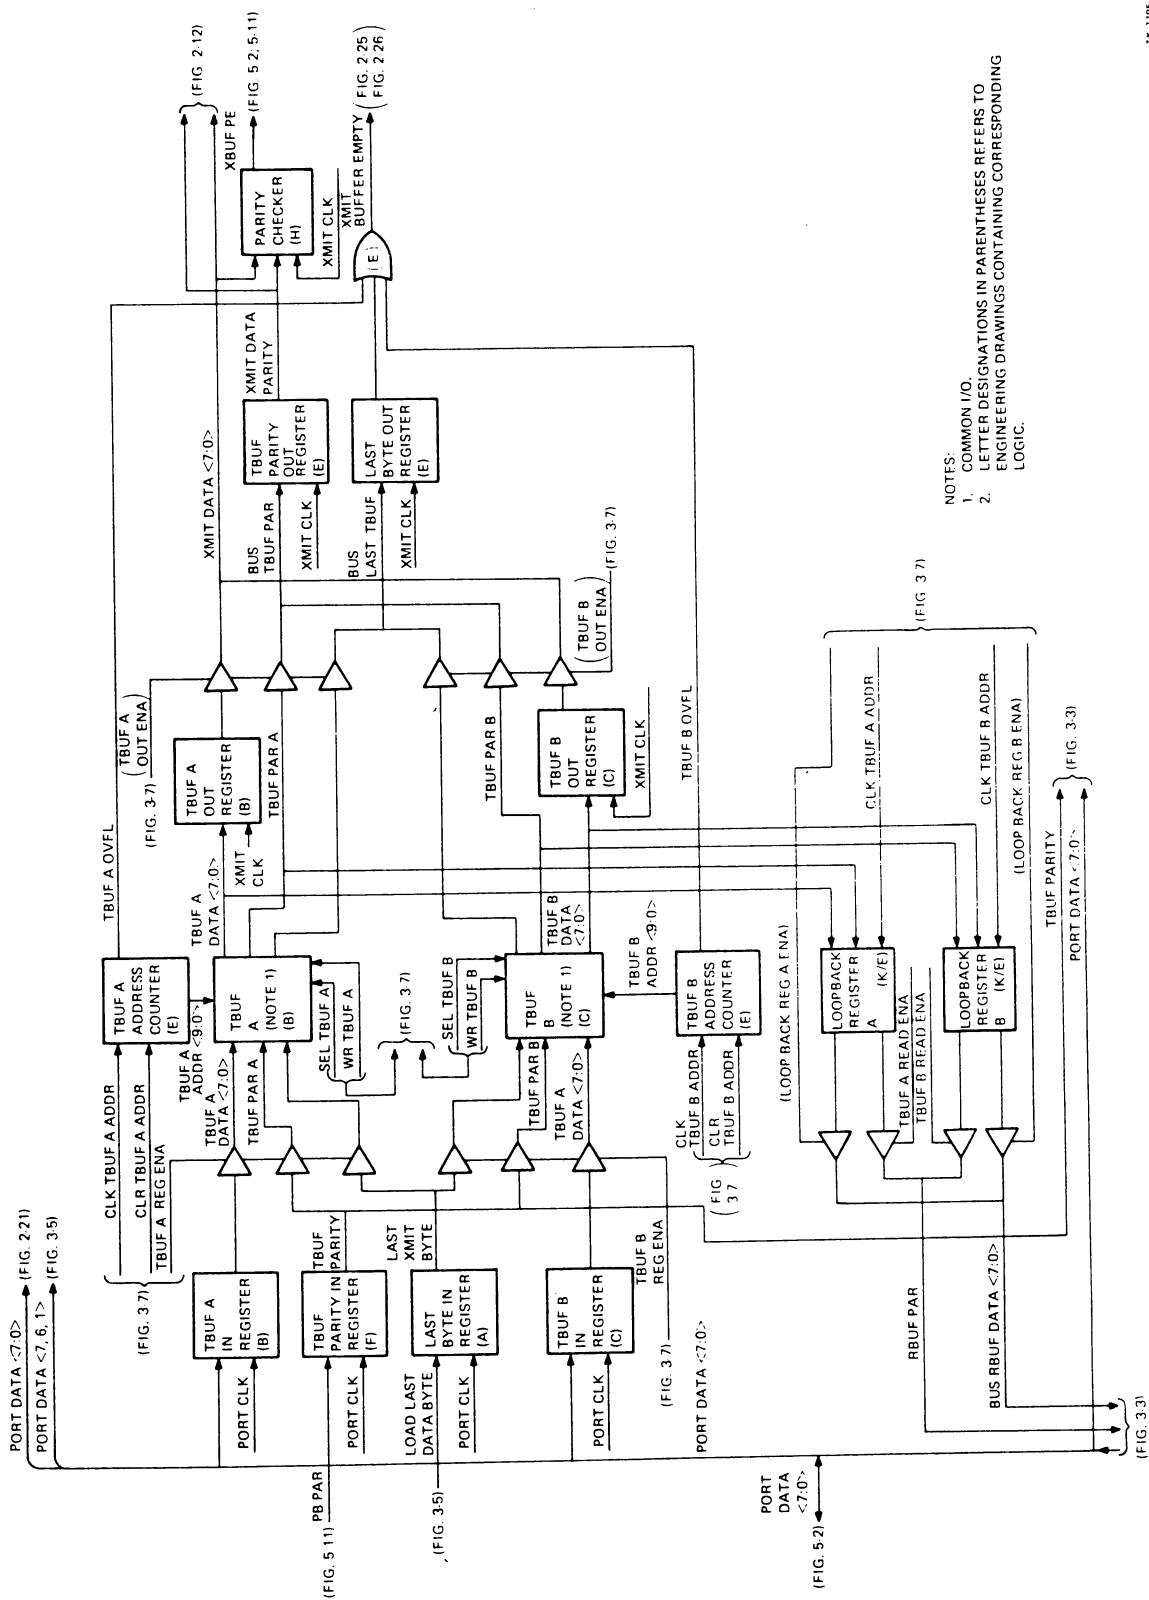 PORT DATA <7:0>
(FIG. 2-21)
PORT DATA <7, 6, 1>
(FIG. 3-5)
CLK TBUF A ADDR
CLR TBUF A ADDR
TBUF A REG ENA
(FIG. 3-7)
TBUF A
IN
REGISTER
(B)
PORT CLK
PB PAR
(FIG. 5 11)
TBUF
PARITY IN
REGISTER
(F)
PORT CLK
TBUF
PARITY
LOAD LAST
DATA BYTE
(FIG. 3-5)
LAST
BYTE IN
REGISTER
(A)
PORT CLK
LAST
XMIT
BYTE
TBUF B
IN
REGISTER
(C)
PORT CLK
TBUF B
REG ENA
(FIG. 3 7)
PORT DATA <7:0>
PORT
DATA
<7:0>
(FIG. 5-2)
TBUF A
ADDRESS
COUNTER
(E)
TBUF A OVFL
TBUF A
ADDR <9:0>
TBUF A
DATA <7:0>
TBUF PAR A
TBUF
A
(NOTE 1)
(B)
SEL TBUF A
WR TBUF A
(FIG. 3-7)
SEL TBUF B
WR TBUF B
TBUF PAR B
TBUF A
DATA <7:0>
TBUF
B
(NOTE 1)
(C)
TBUF B
ADDR <9:0>
CLK
TBUF B ADDR
CLR
TBUF B ADDR
(FIG
3 7)
TBUF B
ADDRESS
COUNTER
(E)
TBUF B OVFL
TBUF A
DATA <7:0>
XMIT
CLK
TBUF A
OUT
REGISTER
(B)
TBUF PAR A
(FIG. 3-7)
(TBUF A
OUT ENA)
TBUF B
DATA
<7:0>
TBUF PAR B
TBUF B
OUT
REGISTER
(C)
XMIT CLK
(TBUF B
OUT ENA)
(FIG. 3-7)
XMIT DATA <7:0>
BUS
TBUF PAR
XMIT CLK
TBUF
PARITY
OUT
REGISTER
(E)
XMIT DATA
PARITY
BUS
LAST TBUF
XMIT CLK
LAST
BYTE OUT
REGISTER
(E)
PARITY
CHECKER
(H)
XMIT CLK
XBUF PE
(FIG. 5 2; 5-11)
(FIG 2-12)
(E)
XMIT
BUFFER EMPTY
(FIG. 2-25)
(FIG. 2-26)
(LOOP BACK REG A ENA)
LOOPBACK
REGISTER
A
(K/E)
CLK TBUF A ADDR
TBUF A READ ENA
TBUF B READ ENA
LOOPBACK
REGISTER
B
(K/E)
CLK TBUF B ADDR
(LOOP BACK REG B ENA)
(FIG 3 7)
RBUF PAR
BUS RBUF DATA <7:0>
(FIG. 3-3)
TBUF PARITY
PORT DATA <7:0>
(FIG. 3-3)
NOTES:
1. COMMON I/O.
2. LETTER DESIGNATIONS IN PARENTHESES REFERS TO
ENGINEERING DRAWINGS CONTAINING CORRESPONDING
LOGIC.